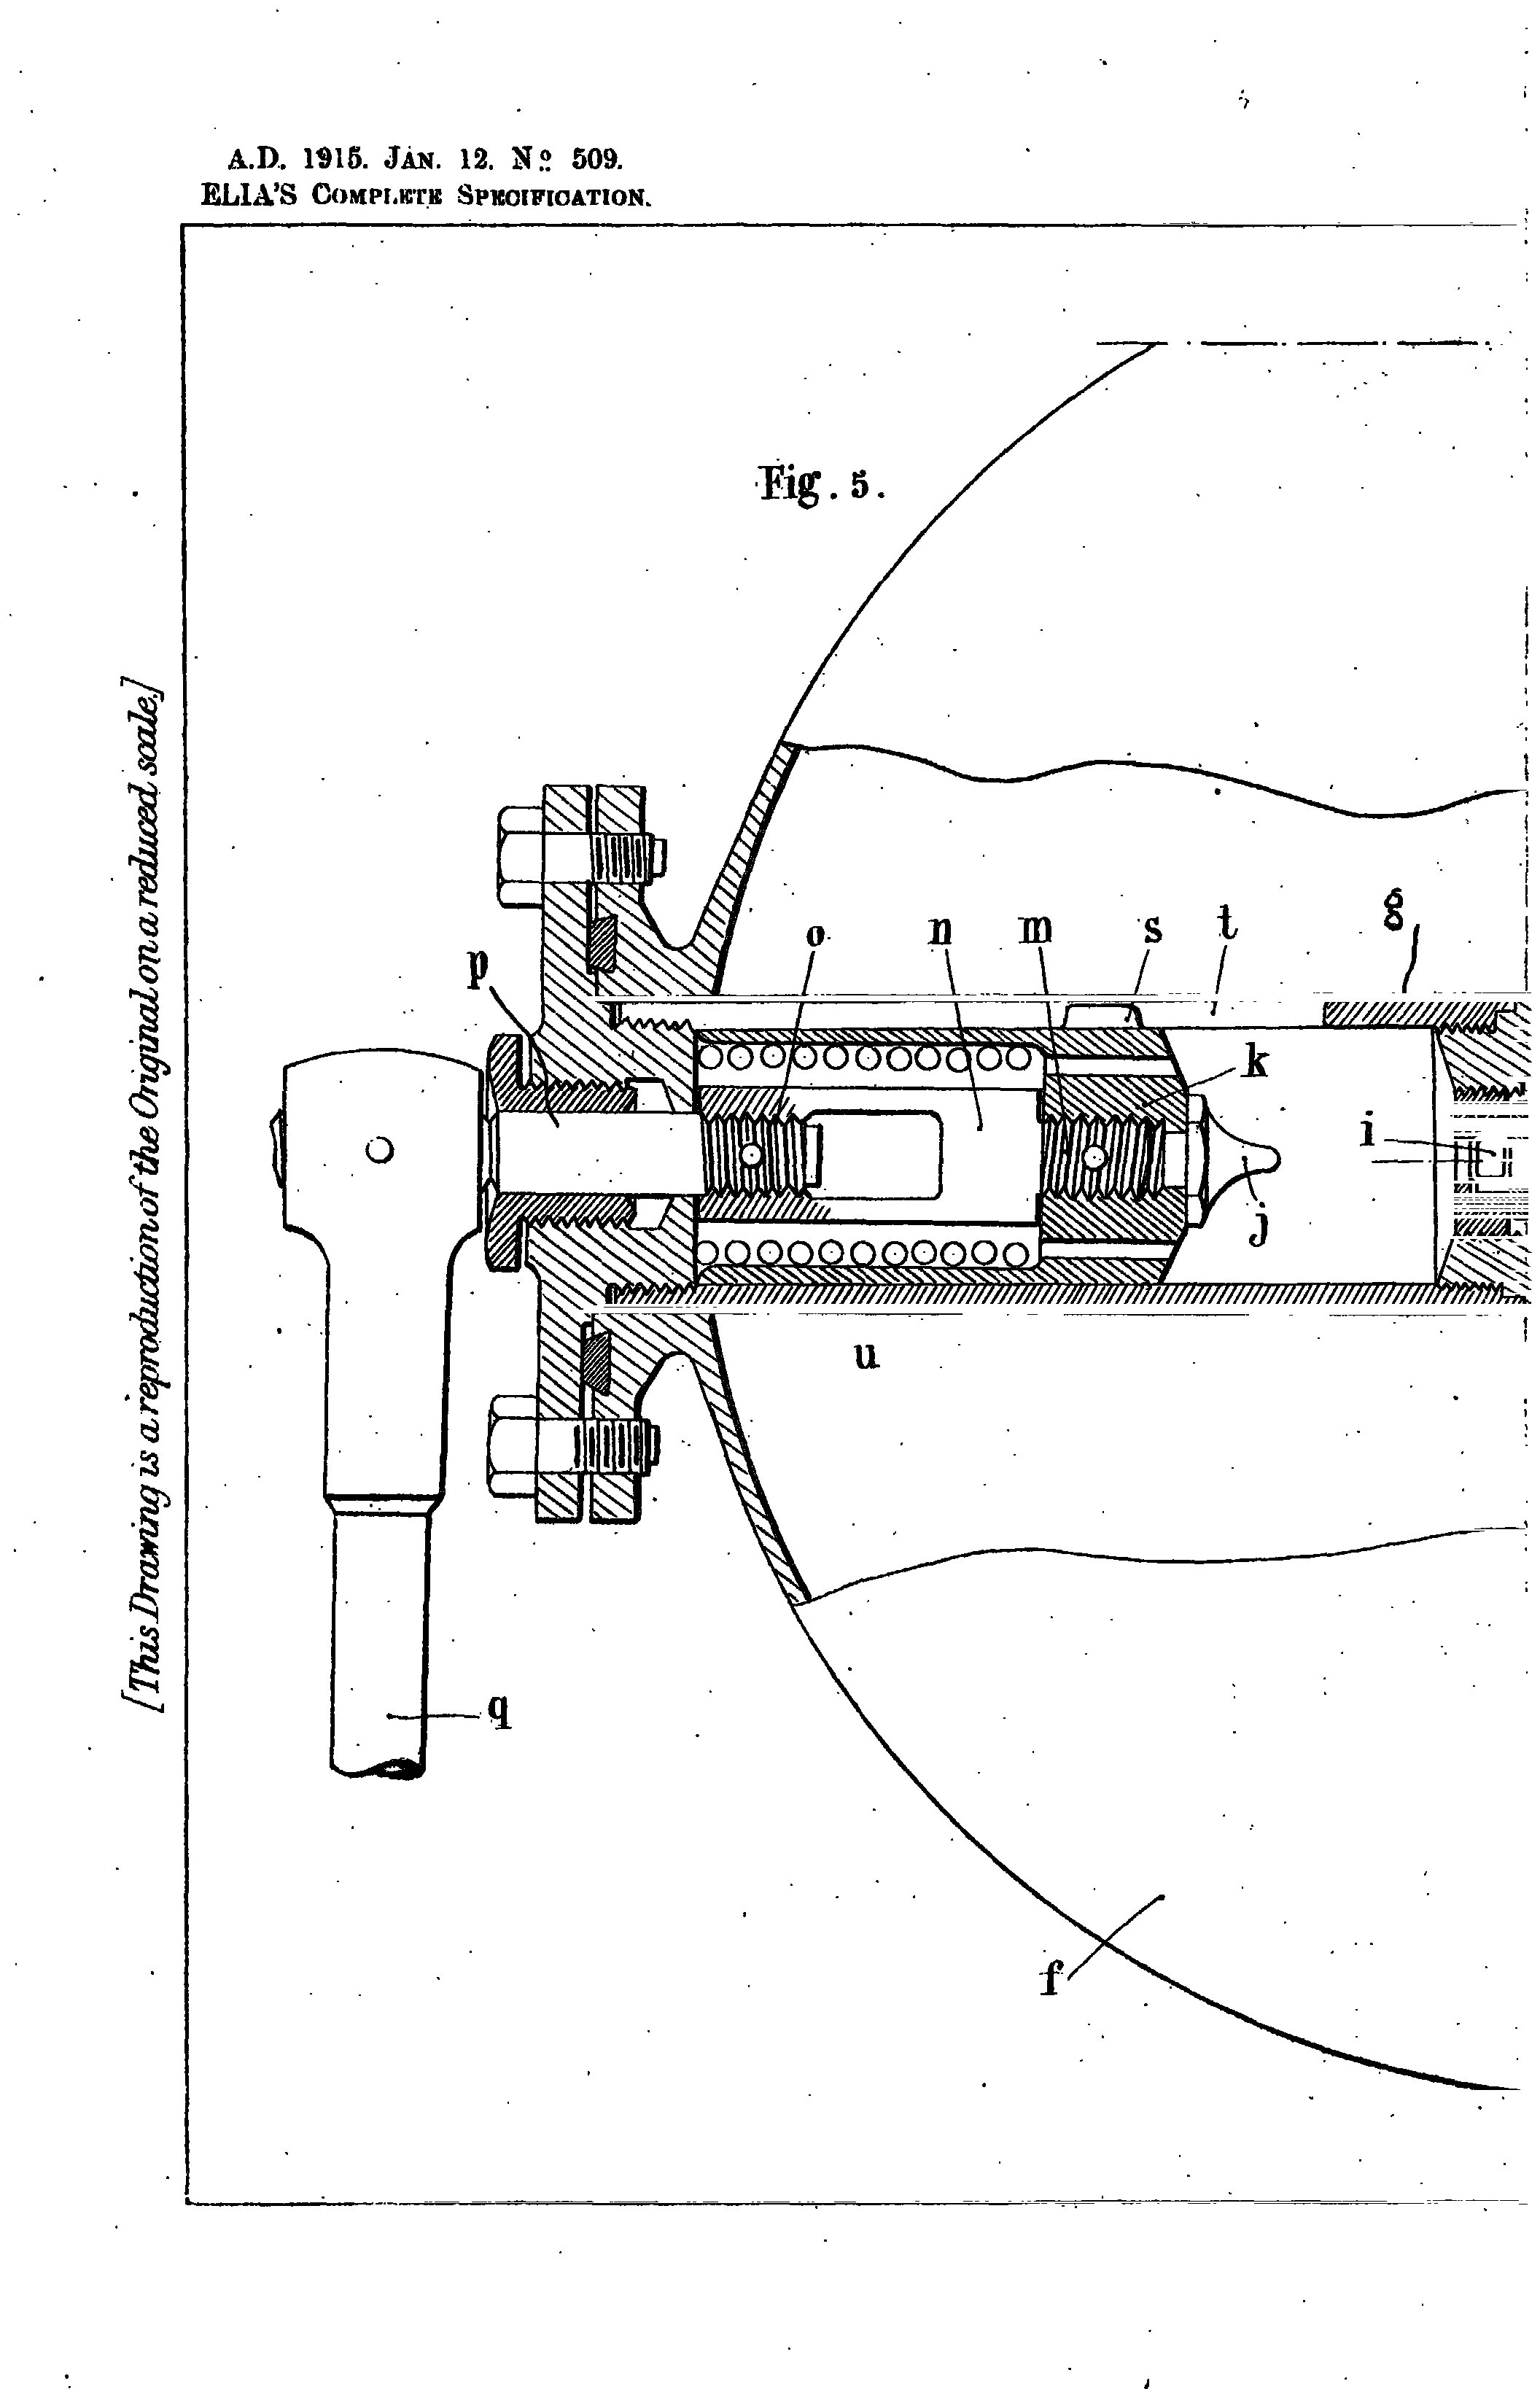 A.D. 1915. JAN. 12. No 509.
ELIA'S COMPLETE SPECIFICATION.
[This Drawing is a reproduction of the Original on a reduced scale.]
Fig. 5.
g
o n m s t
p
k
i
j
u
q
f